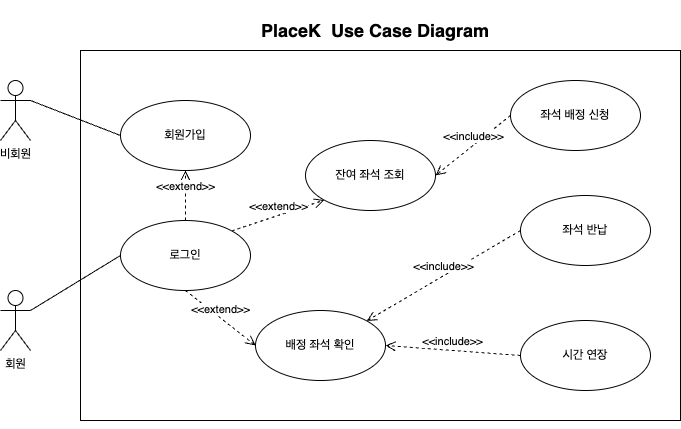 PlaceK  Use Case Diagram
비회원
회원가입
좌석 배정 신청
<<include>>
잔여 좌석 조회
<<extend>>
<<extend>>
로그인
좌석 반납
<<include>>
<<extend>>
회원
배정 좌석 확인
<<include>>
시간 연장